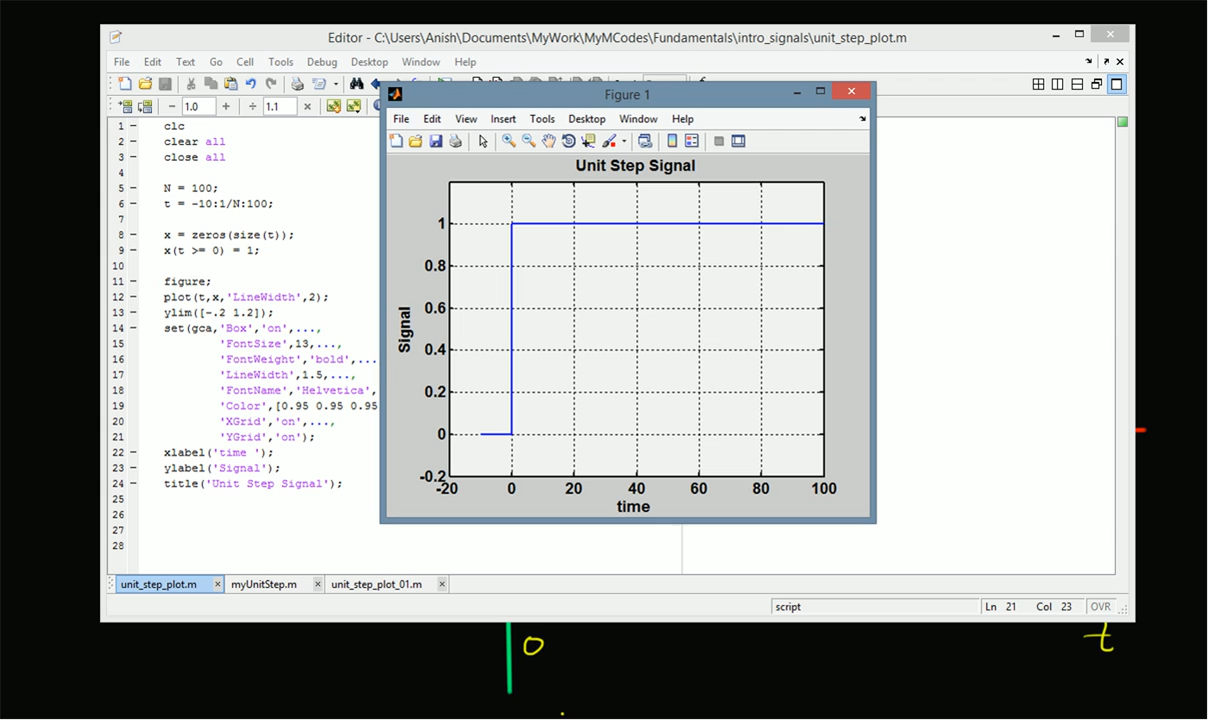 Editor - C:\Users\Anish\Documents\MyWork\MyMCodes\Fundamentals\intro_signals\unit_step_plot.m
File Edit Text Go Cell Tools Debug Desktop Window Help
- 1.0 + ÷ 1.1 ×
1 - clc
2 - clear all
3 - close all
4
5 - N = 100;
6 - t = -10:1/N:100;
7
8 - x = zeros(size(t));
9 - x(t >= 0) = 1;
10
11 - figure;
12 - plot(t,x,'LineWidth',2);
13 - ylim([-.2 1.2]);
14 - set(gca,'Box','on',...,
15 'FontSize',13,...,
16 'FontWeight','bold',...
17 'LineWidth',1.5,...,
18 'FontName','Helvetica',
19 'Color',[0.95 0.95 0.95
20 'XGrid','on',...,
21 'YGrid','on');
22 - xlabel('time ');
23 - ylabel('Signal');
24 - title('Unit Step Signal');
25
26
27
28
Figure 1
File Edit View Insert Tools Desktop Window Help
Unit Step Signal
1
0.8
0.6
0.4
0.2
0
-0.2
Signal
-20 0 20 40 60 80 100
time
unit_step_plot.m × myUnitStep.m × unit_step_plot_01.m ×
script Ln 21 Col 23 OVR
0
t